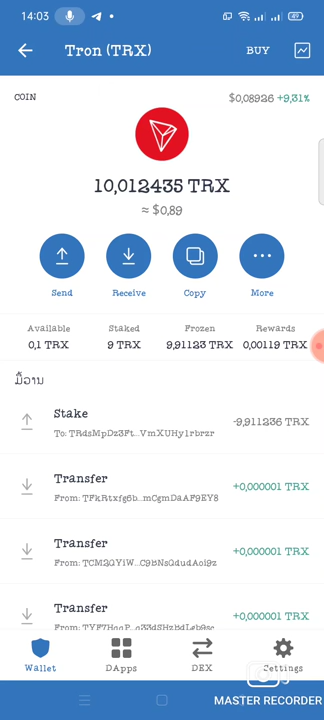 14:03
49
Tron (TRX)
BUY
COIN
$0,08926 +9,31%
10,012435 TRX
≈ $0,89
Send
Receive
Copy
More
Available
Staked
Frozen
Rewards
0,1 TRX
9 TRX
9,91123 TRX
0,00119 TRX
ມື້ວານ
Stake
-9,911236 TRX
To: TRdsMpDz3Ft...VmXUHy1rbrzr
Transfer
+0,000001 TRX
From: TFkRtxfg6b...mCgmDaAF9EY8
Transfer
+0,000001 TRX
From: TCM2QYiW...C9bNsQdudAoi9z
Transfer
+0,000001 TRX
Wallet
DApps
DEX
Settings
MASTER RECORDER